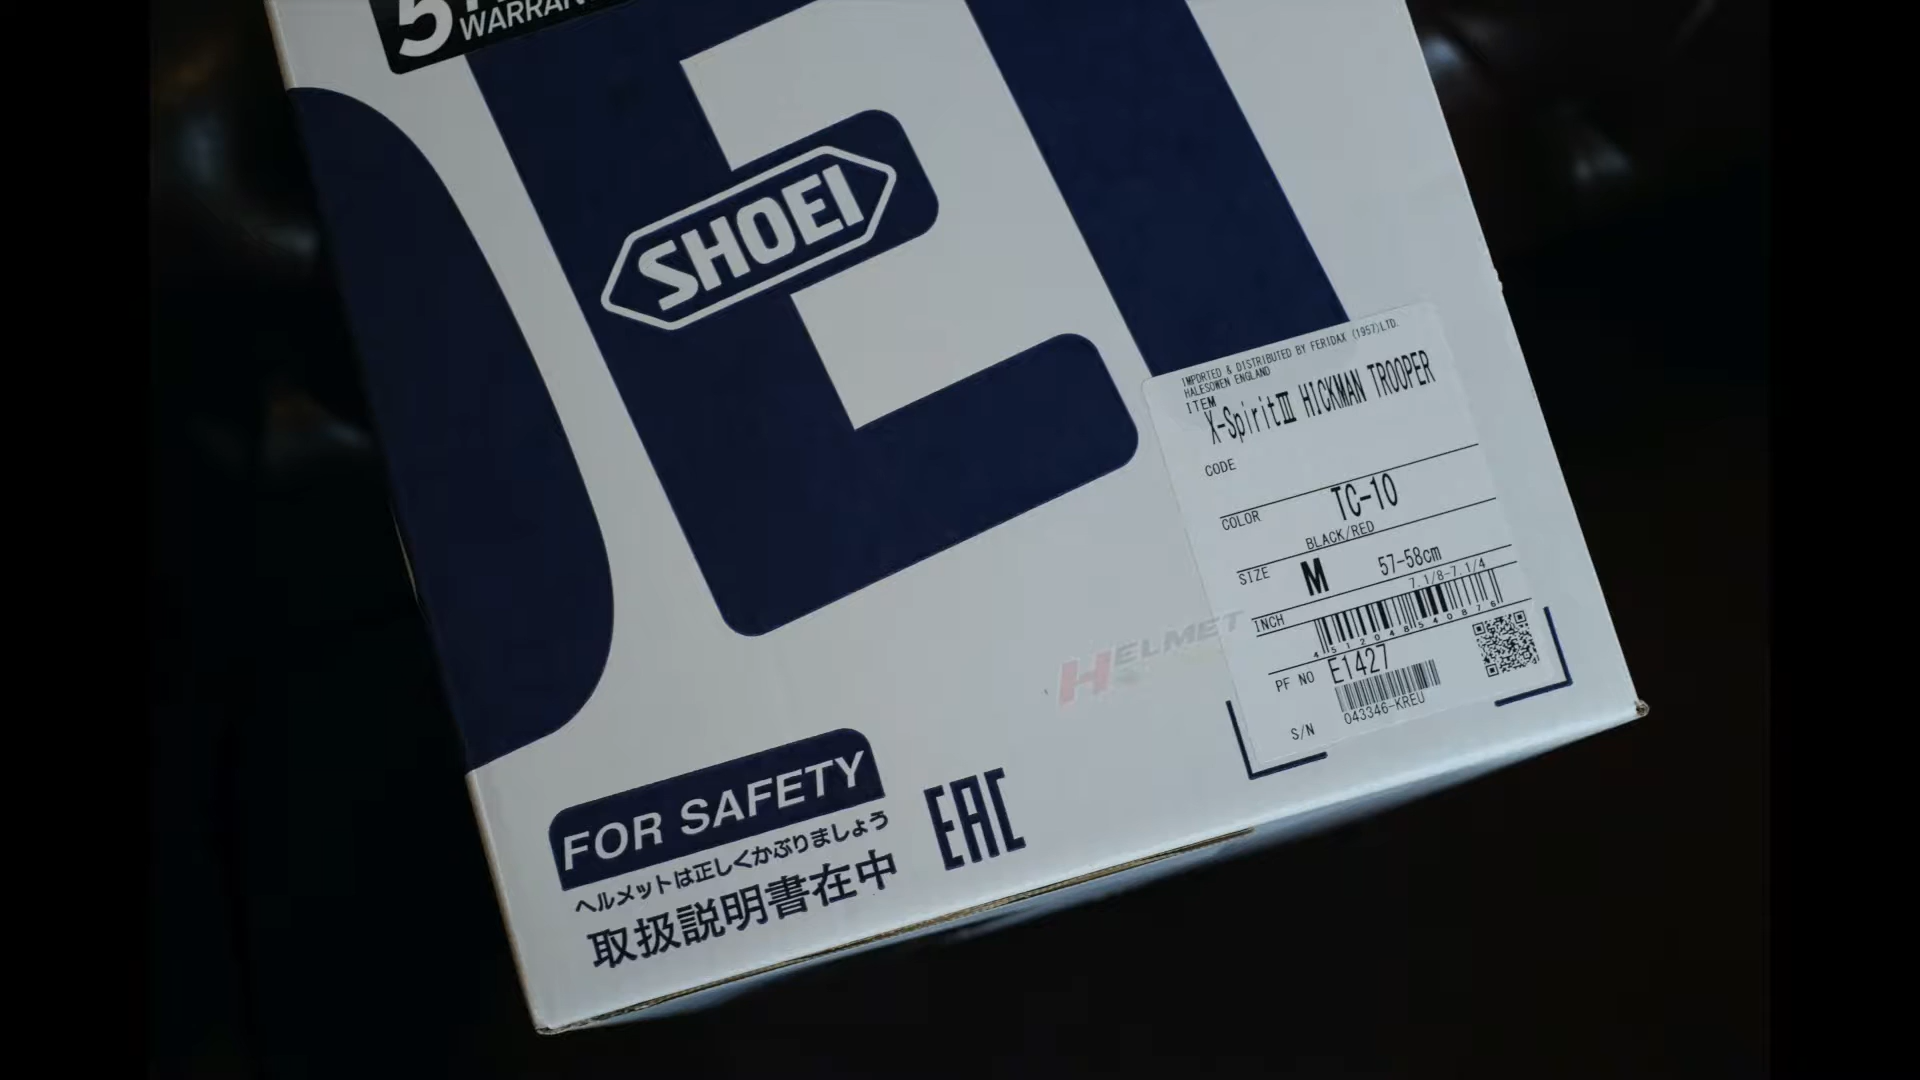 5
WARRAN
SHOEI
IMPORTED & DISTRIBUTED BY FERIDAX (1957)LTD.
HALESOWEN ENGLAND
ITEM
X-SpiritⅢ HICKMAN TROOPER
CODE
TC-10
COLOR
BLACK/RED
SIZE M 57-58cm
7.1/8-7.1/4
INCH
4512048540876
PF NO E1427
043346-KREU
S/N
HELMET
FOR SAFETY
ヘルメットは正しくかぶりましょう
取扱説明書在中
EAC